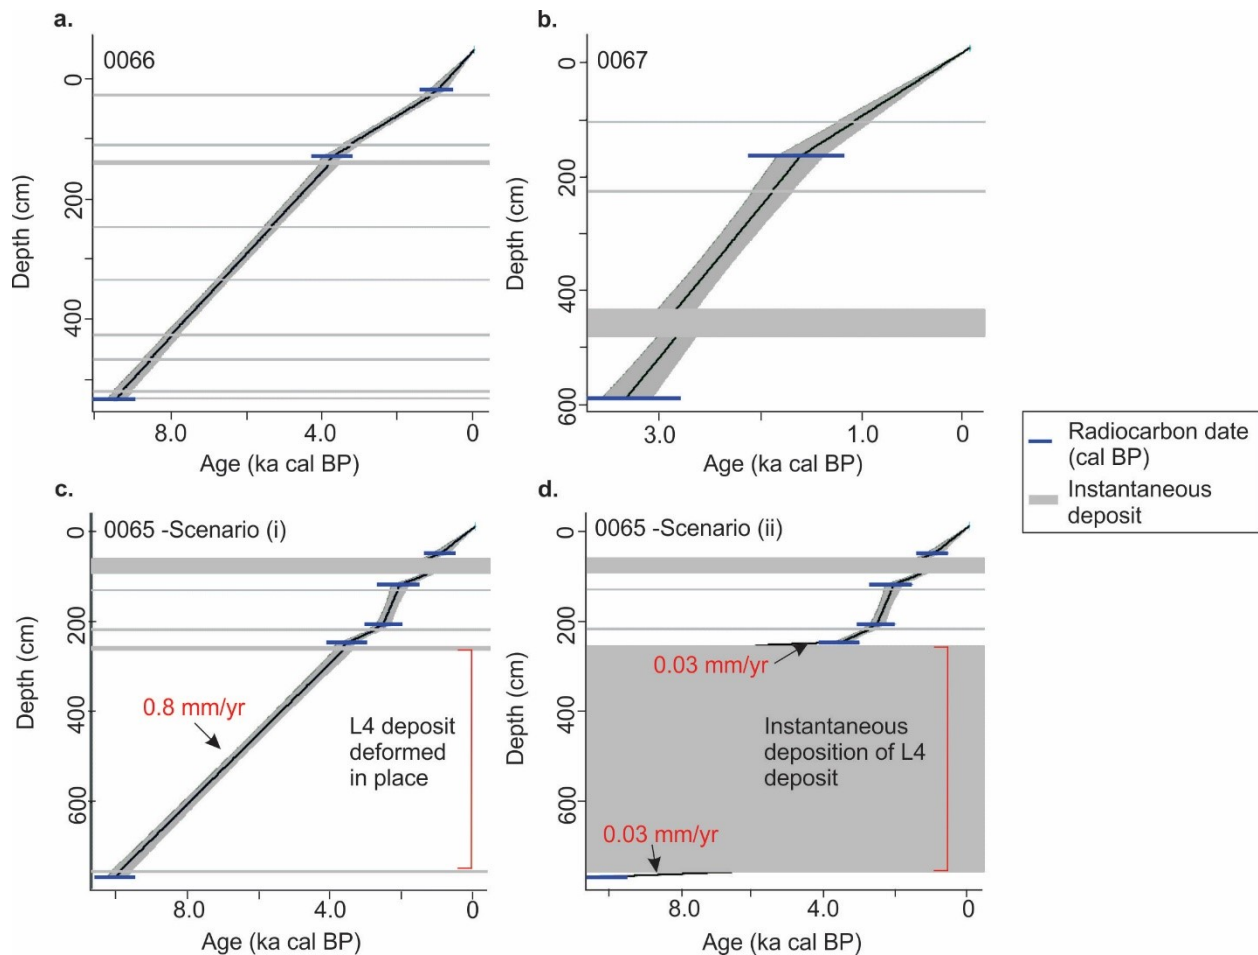 a.
0066
0
200
400
Depth (cm)
8.0
4.0
0
Age (ka cal BP)
b.
0067
0
200
400
600
Depth (cm)
3.0
1.0
0
Age (ka cal BP)
Radiocarbon date
(cal BP)
Instantaneous
deposit
c.
0065 -Scenario (i)
0
200
400
600
Depth (cm)
0.8 mm/yr
L4 deposit
deformed
in place
8.0
4.0
0
Age (ka cal BP)
d.
0065 -Scenario (ii)
0
200
400
600
Depth (cm)
0.03 mm/yr
Instantaneous
deposition of L4
deposit
0.03 mm/yr
8.0
4.0
0
Age (ka cal BP)